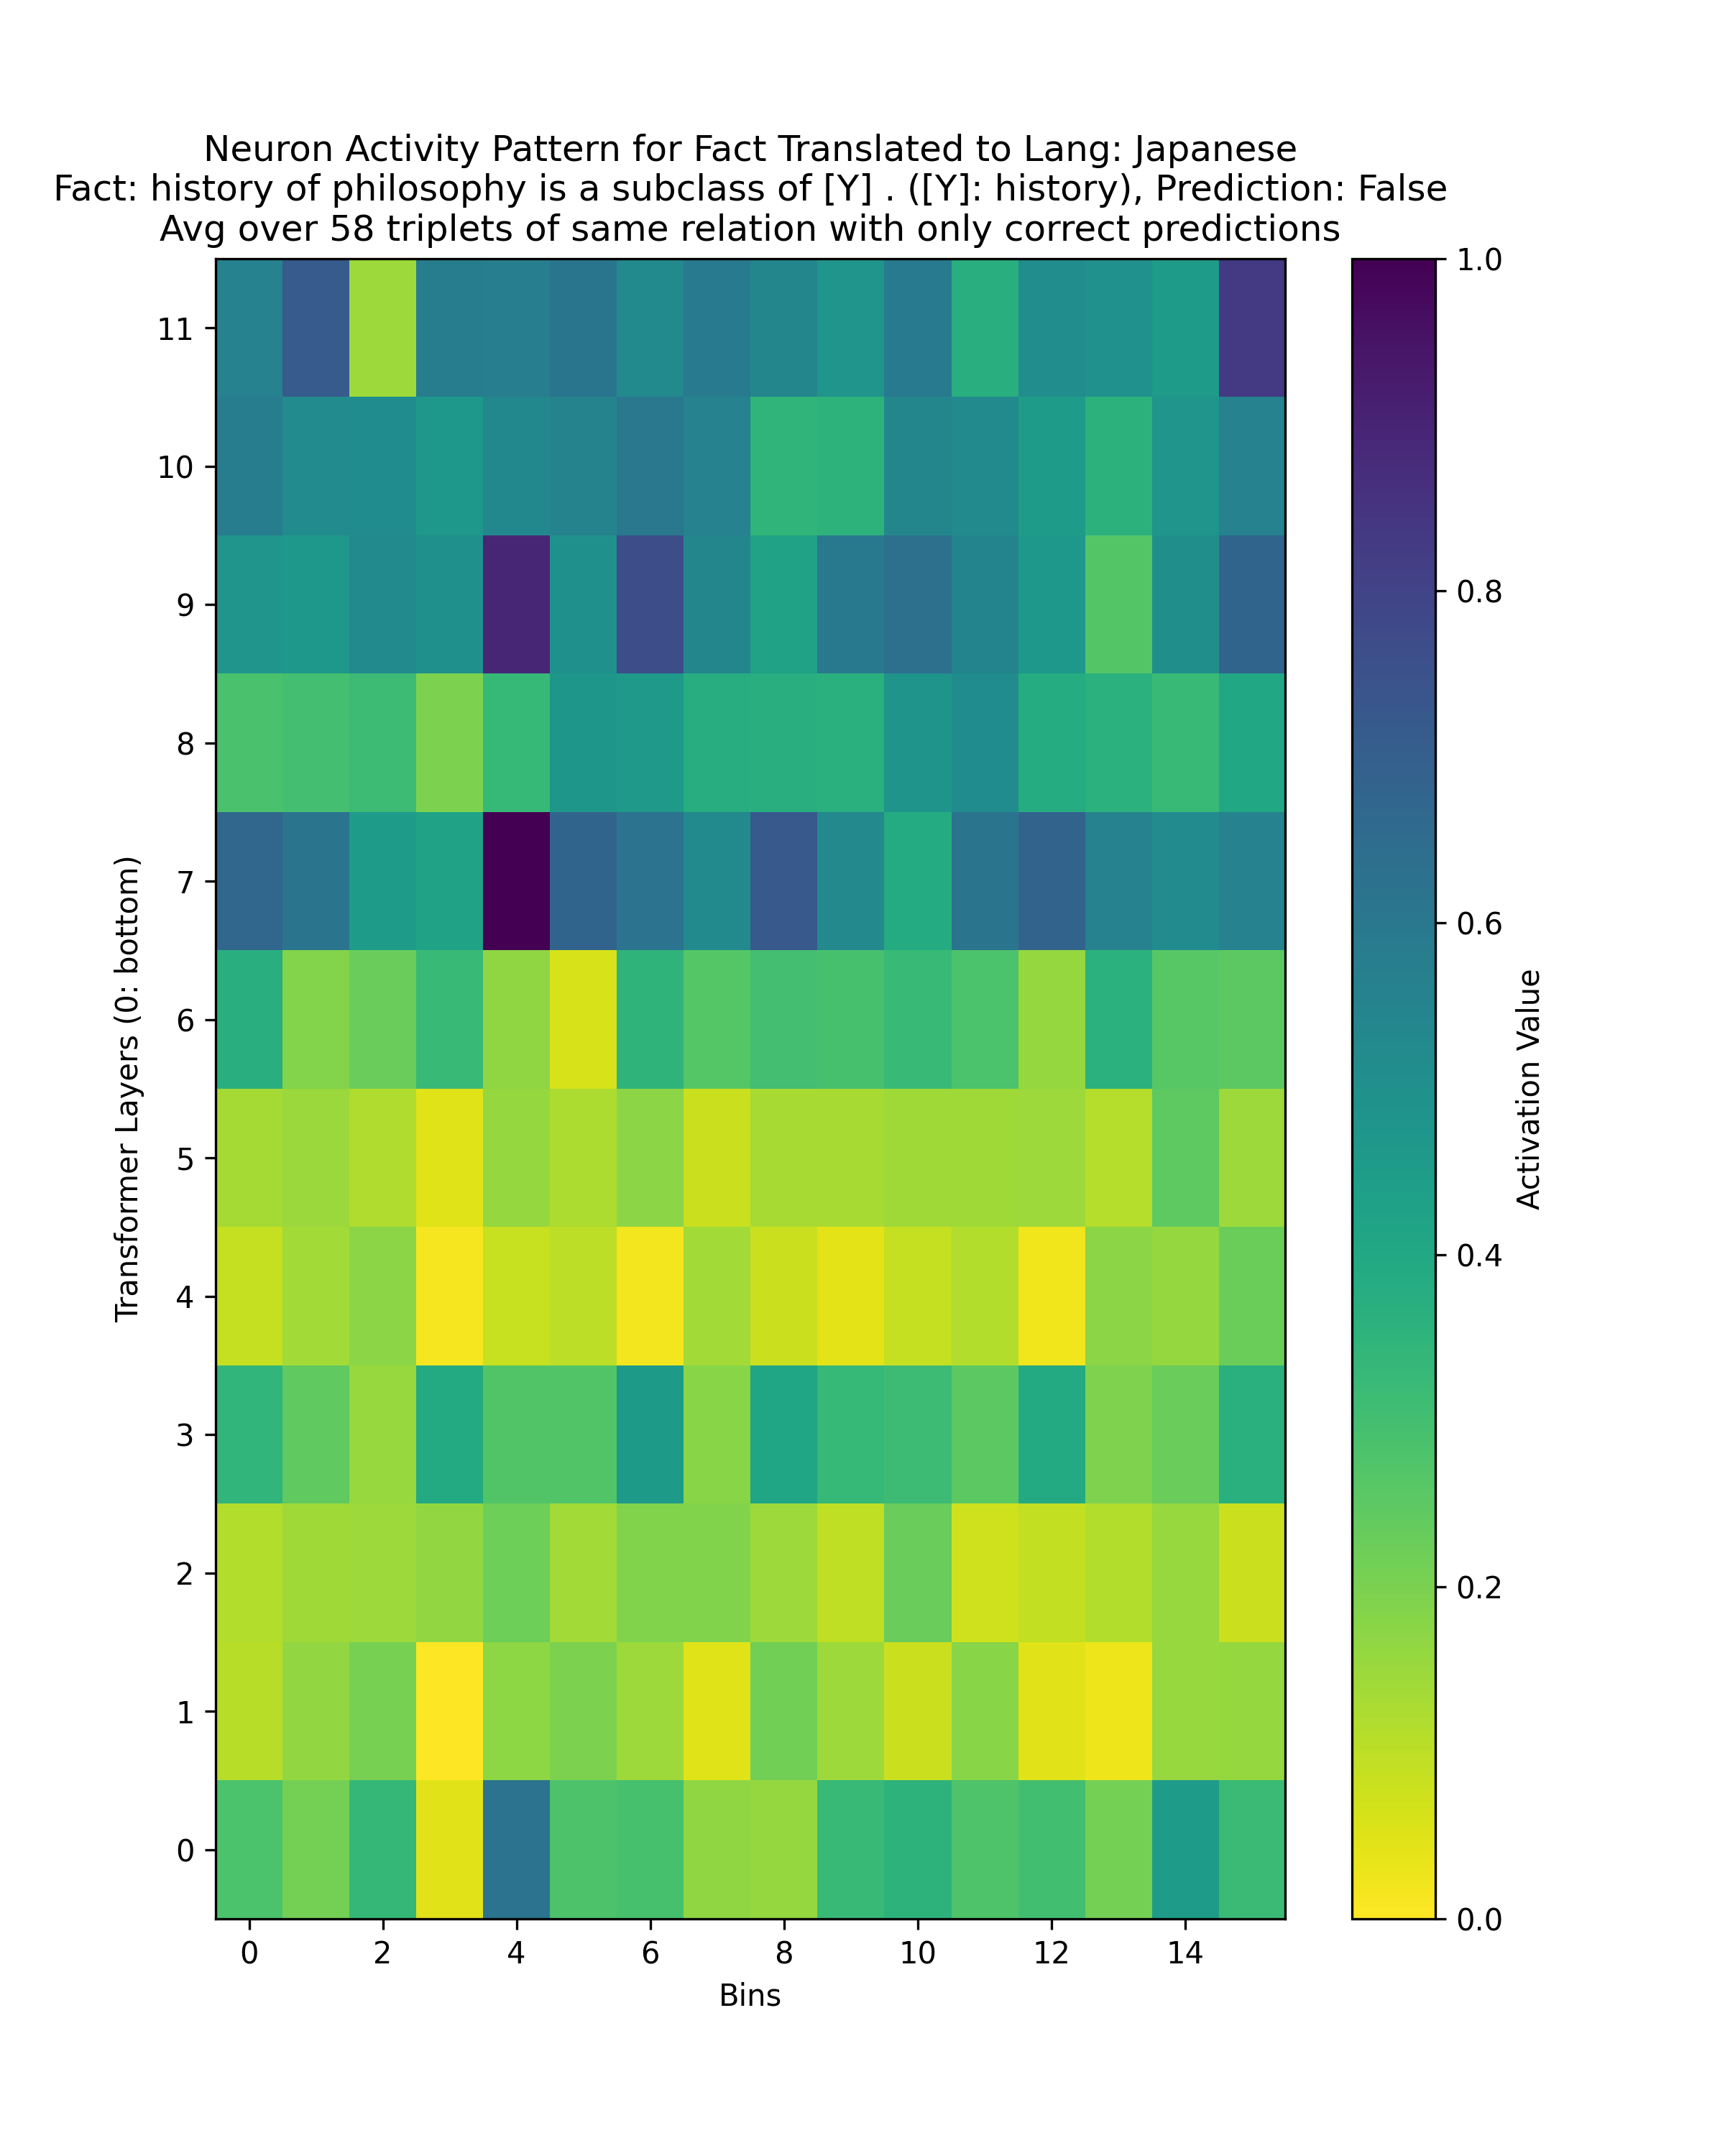 Neuron Activity Pattern for Fact Translated to Lang: Japanese
Fact: history of philosophy is a subclass of [Y] . ([Y]: history), Prediction: False
Avg over 58 triplets of same relation with only correct predictions
Transformer Layers (0: bottom)
11
10
9
8
7
6
5
4
3
2
1
0
0 2 4 6 8 10 12 14
Bins
1.0
0.8
0.6
0.4
0.2
0.0
Activation Value